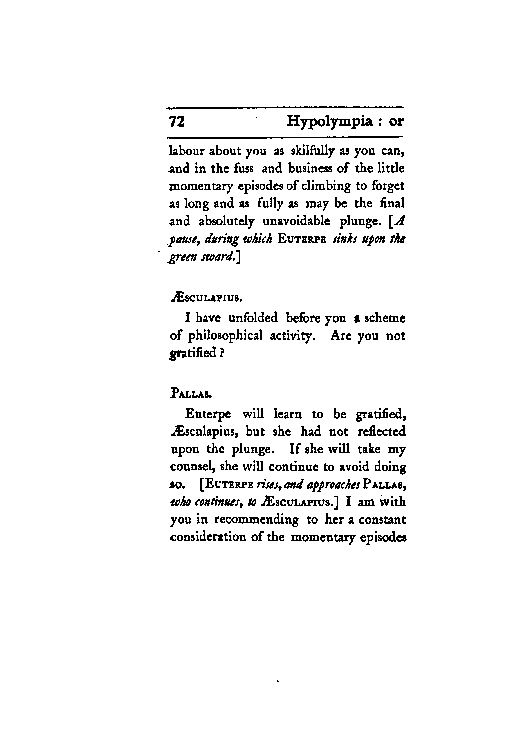 72 Hypolympia : or
labour about you as skilfully as you can,
and in the fuss and business of the little
momentary episodes of climbing to forget
as long and as fully as may be the final
and absolutely unavoidable plunge. [A
pause, during which EUTERPE sinks upon the
green sward.]
ÆSCULAPIUS.
I have unfolded before you a scheme
of philosophical activity. Are you not
gratified ?
PALLAS.
Euterpe will learn to be gratified,
Æsculapius, but she had not reflected
upon the plunge. If she will take my
counsel, she will continue to avoid doing
so. [EUTERPE rises, and approaches PALLAS,
who continues, to ÆSCULAPIUS.] I am with
you in recommending to her a constant
consideration of the momentary episodes